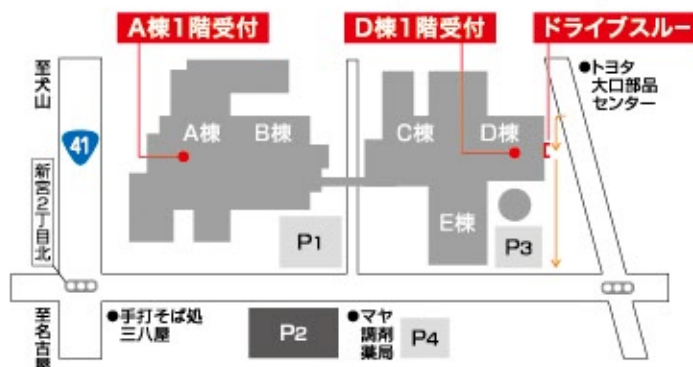 A棟1階受付
D棟1階受付
ドライブスルー
至犬山
●トヨタ
大口部品
センター
41
A棟
B棟
C棟
D棟
新宮2丁目北
E棟
P1
P3
至名古屋
●手打そば処
三八屋
P2
●マヤ
調剤
薬局
P4